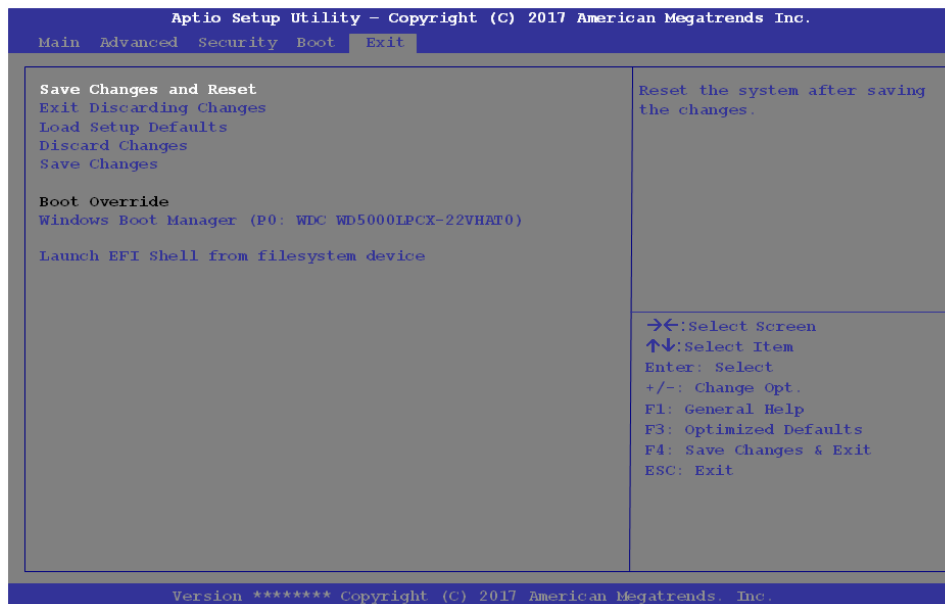 Aptio Setup Utility – Copyright (C) 2017 American Megatrends Inc.
Main Advanced Security Boot Exit
Save Changes and Reset
Exit Discarding Changes
Load Setup Defaults
Discard Changes
Save Changes
Boot Override
Windows Boot Manager (P0: WDC WD5000LPCX-22VHAT0)
Launch EFI Shell from filesystem device
Reset the system after saving
the changes.
→←:Select Screen
↑↓:Select Item
Enter: Select
+/-: Change Opt.
F1: General Help
F3: Optimized Defaults
F4: Save Changes & Exit
ESC: Exit
Version ******** Copyright (C) 2017 American Megatrends. Inc.